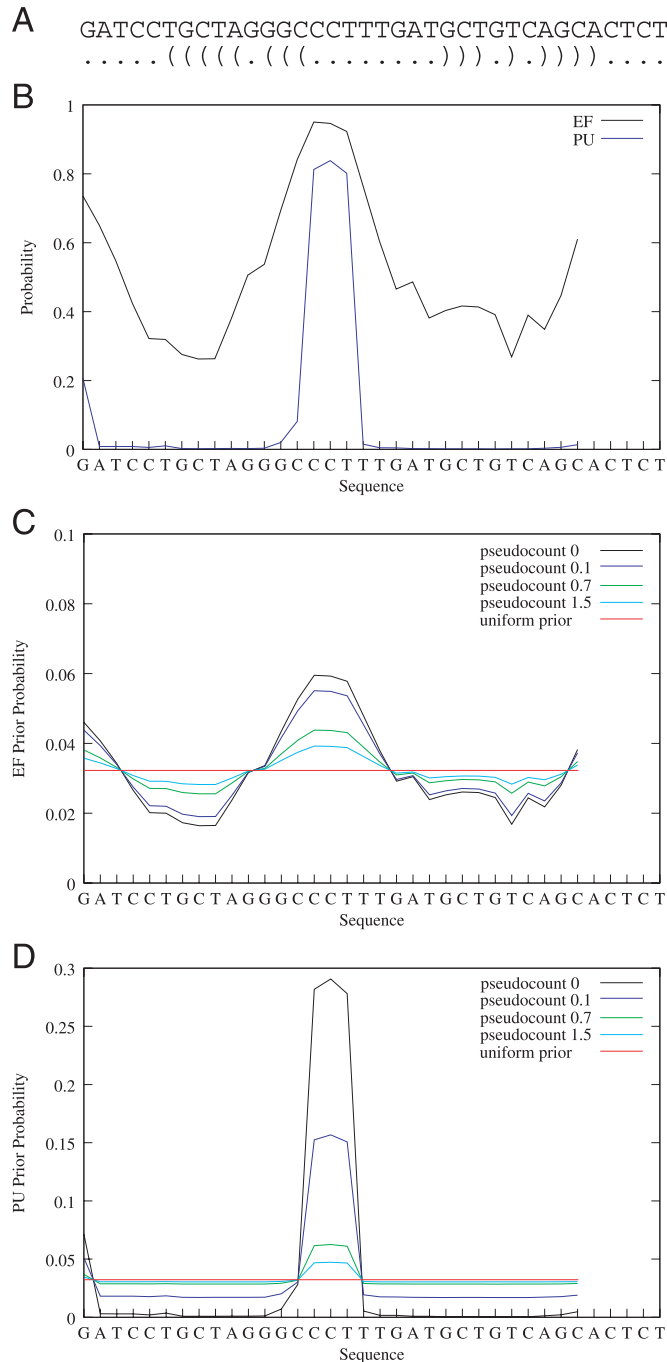 A
GATCCTGCTAGGGCCCTTTGATGCTGTCAGCACTCT
.....(((((.(((........))).).))))....
B
1
0.8
0.6
0.4
0.2
0
Probability
EF
PU
G A T C C T G C T A G G G C C C T T T G A T G C T G T C A G C A C T C T
Sequence
C
0.1
0.08
0.06
0.04
0.02
0
EF Prior Probability
pseudocount 0
pseudocount 0.1
pseudocount 0.7
pseudocount 1.5
uniform prior
G A T C C T G C T A G G G C C C T T T G A T G C T G T C A G C A C T C T
Sequence
D
0.3
0.25
0.2
0.15
0.1
0.05
0
PU Prior Probability
pseudocount 0
pseudocount 0.1
pseudocount 0.7
pseudocount 1.5
uniform prior
G A T C C T G C T A G G G C C C T T T G A T G C T G T C A G C A C T C T
Sequence